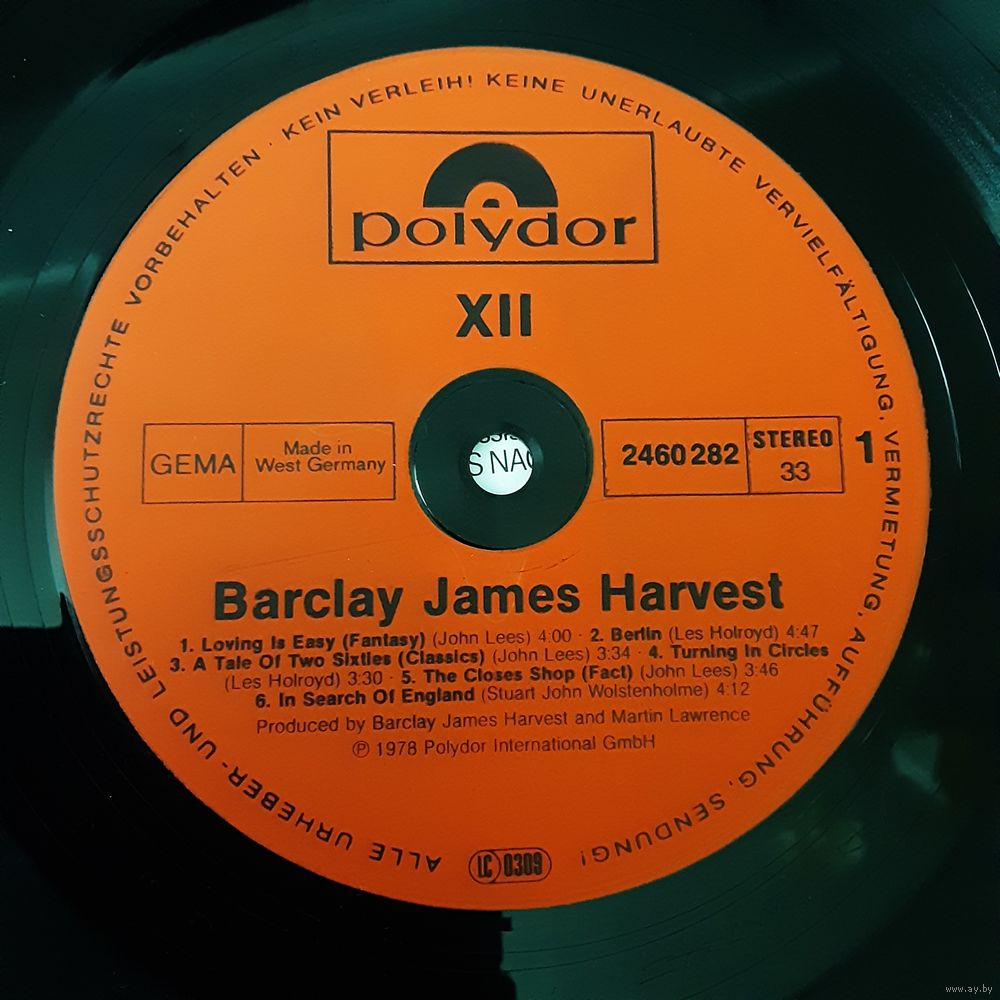 ALLE URHEBER- UND LEISTUNGSSCHUTZRECHTE VORBEHALTEN · KEIN VERLEIH! KEINE UNERLAUBTE VERVIELFÄLTIGUNG, VERMIETUNG, AUFFÜHRUNG, SENDUNG!
polydor
XII
GEMA
Made in
West Germany
S NAC
2460 282
STEREO
33
1
Barclay James Harvest
1. Loving Is Easy (Fantasy) (John Lees) 4:00 · 2. Berlin (Les Holroyd) 4:47
3. A Tale Of Two Sixties (Classics) (John Lees) 3:34 · 4. Turning In Circles
(Les Holroyd) 3:30 · 5. The Closes Shop (Fact) (John Lees) 3:46
6. In Search Of England (Stuart John Wolstenholme) 4:12
Produced by Barclay James Harvest and Martin Lawrence
℗ 1978 Polydor International GmbH
LC 0309
www.ay.by